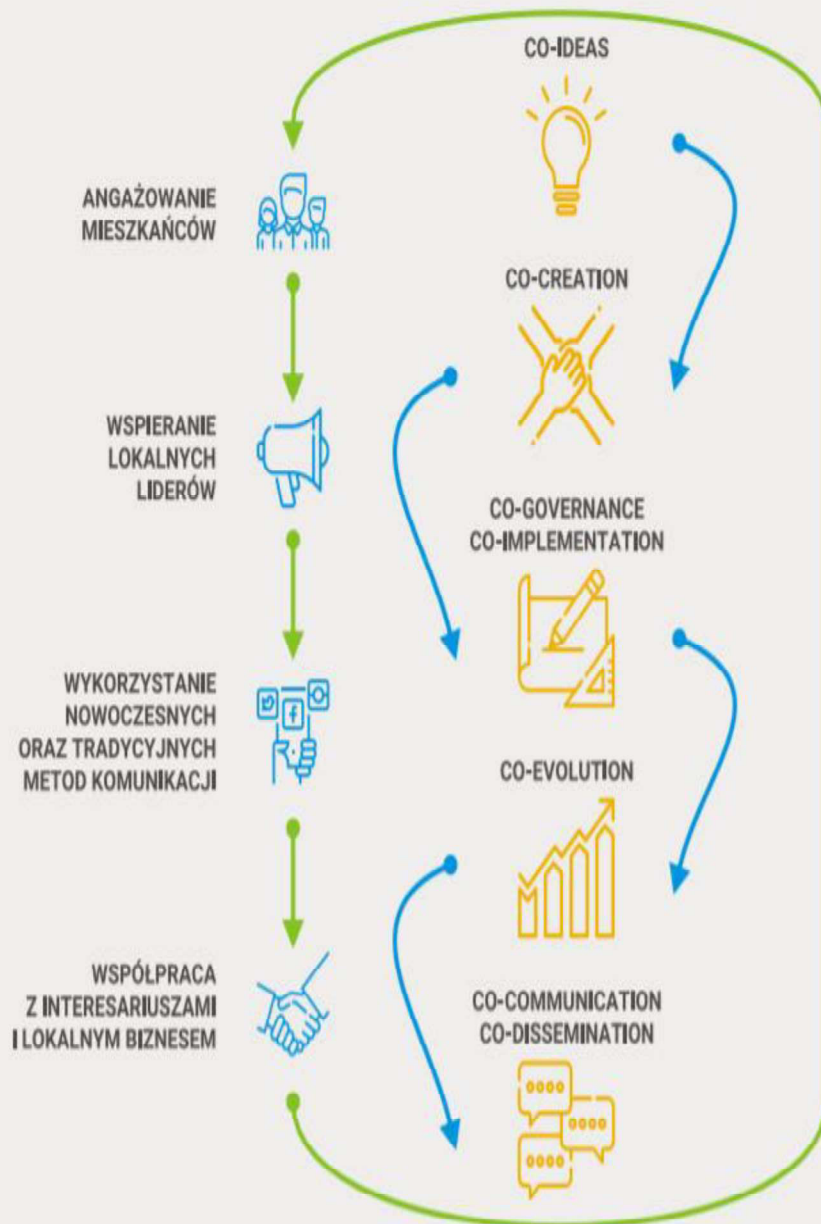 CO-IDEAS
ANGAŻOWANIE
MIESZKAŃCÓW
CO-CREATION
WSPIERANIE
LOKALNYCH
LIDERÓW
CO-GOVERNANCE
CO-IMPLEMENTATION
WYKORZYSTANIE
NOWOCZESNYCH
ORAZ TRADYCYJNYCH
METOD KOMUNIKACJI
CO-EVOLUTION
WSPÓŁPRACA
Z INTERESARIUSZAMI
I LOKALNYM BIZNESEM
CO-COMMUNICATION
CO-DISSEMINATION